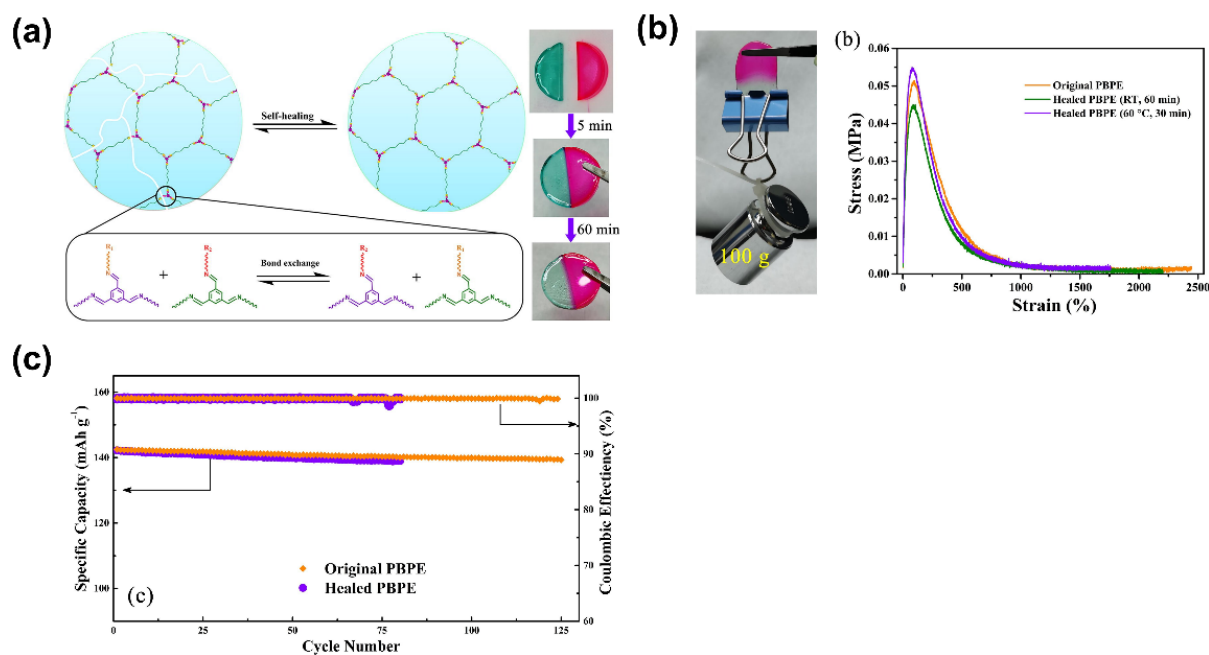 (a)
Self-healing
5 min
60 min
R₁
R₂
R₂
R₁
N
N
N
N
+
Bond exchange
+
N
N
N
N
N
N
N
N
(b)
100 g
(b)
Stress (MPa)
0.06
0.05
0.04
0.03
0.02
0.01
0.00
Original PBPE
Healed PBPE (RT, 60 min)
Healed PBPE (60 °C, 30 min)
0 500 1000 1500 2000 2500
Strain (%)
(c)
Specific Capacity (mAh g⁻¹)
160
140
120
100
Coulombic Effectiency (%)
100
90
80
70
60
Original PBPE
Healed PBPE
(c)
0 25 50 75 100 125
Cycle Number